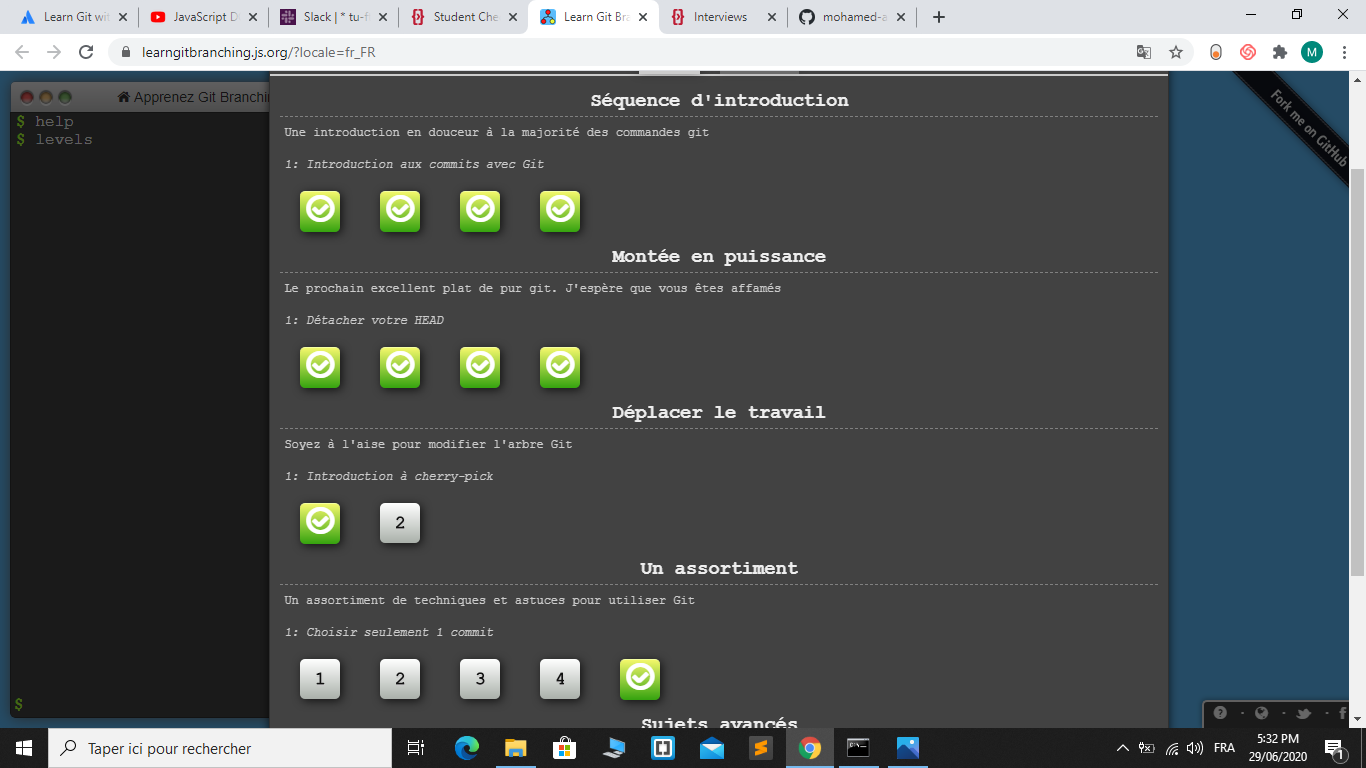 Learn Git wit
JavaScript D
Slack | * tu-f
Student Che
Learn Git Bra
Interviews
mohamed-a
learngitbranching.js.org/?locale=fr_FR
M
Apprenez Git Branchi
$ help
$ levels
$
Fork me on GitHub
Séquence d'introduction
Une introduction en douceur à la majorité des commandes git
1: Introduction aux commits avec Git
Montée en puissance
Le prochain excellent plat de pur git. J'espère que vous êtes affamés
1: Détacher votre HEAD
Déplacer le travail
Soyez à l'aise pour modifier l'arbre Git
1: Introduction à cherry-pick
2
Un assortiment
Un assortiment de techniques et astuces pour utiliser Git
1: Choisir seulement 1 commit
1 2 3 4
Sujets avancés
Taper ici pour rechercher
FRA
5:32 PM
29/06/2020
1